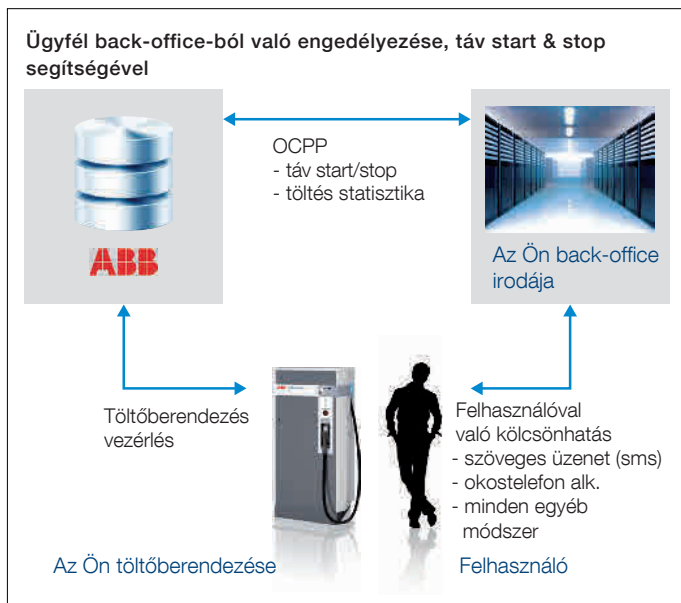 Ügyfél back-office-ból való engedélyezése, táv start & stop
segítségével
OCPP
- táv start/stop
- töltés statisztika
ABB
Az Ön back-office
irodája
Töltőberendezés
vezérlés
Felhasználóval
való kölcsönhatás
- szöveges üzenet (sms)
- okostelefon alk.
- minden egyéb
módszer
Az Ön töltőberendezése
Felhasználó